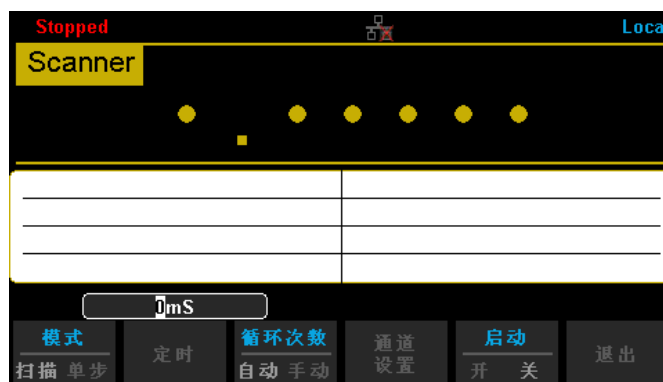 Stopped
Loca
Scanner
0mS
模式
扫描 单步
定时
循环次数
自动 手动
通道
设置
启动
开 关
退出